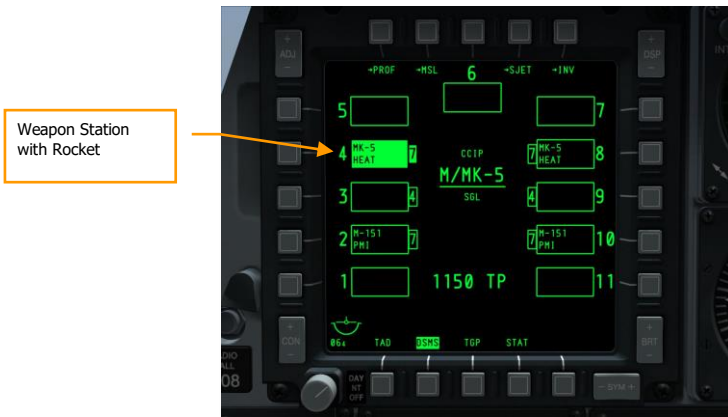 Weapon Station
with Rocket
ADJ
DSP
→PROF →MSL 6 →SJET →INV
5 7
4 MK-5 7 CCIP 7 MK-5 8
HEAT HEAT
M/MK-5
SGL
3 4 4 9
2 M-151 7 7 M-151 10
PMI PMI
1 1150 TP 11
CON TAD DSMS TGP STAT BRT
ALL
08
DAY
NT
OFF
- SYM +